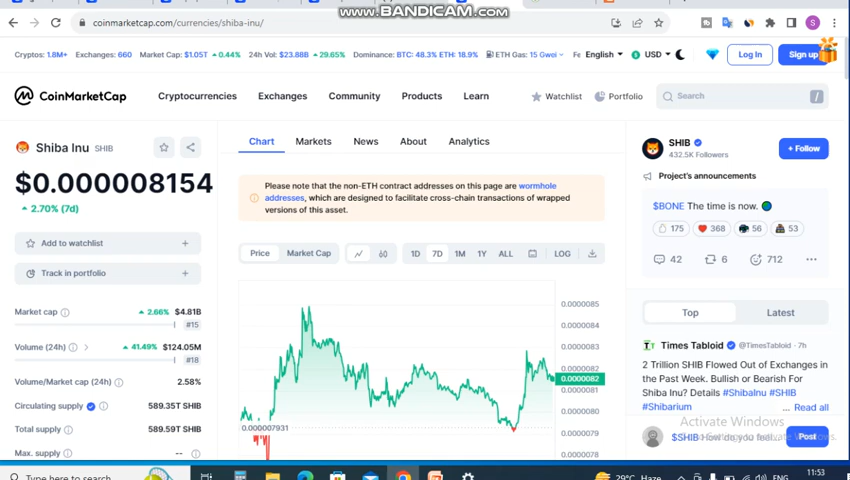 www.BANDICAM.com
coinmarketcap.com/currencies/shiba-inu/
S
Cryptos: 1.8M+ Exchanges: 660 Market Cap: $1.05T 0.44% 24h Vol: $23.88B 29.65% Dominance: BTC: 48.3% ETH: 18.9% ETH Gas: 15 Gwei Fe English USD Log In Sign up
CoinMarketCap Cryptocurrencies Exchanges Community Products Learn Watchlist Portfolio Search /
Shiba Inu SHIB
$0.000008154
2.70% (7d)
Add to watchlist +
Track in portfolio +
Market cap 2.66% $4.81B
#15
Volume (24h) 41.49% $124.05M
#18
Volume/Market cap (24h) 2.58%
Circulating supply 589.35T SHIB
Total supply 589.59T SHIB
Max. supply --
Chart Markets News About Analytics
Please note that the non-ETH contract addresses on this page are wormhole
addresses, which are designed to facilitate cross-chain transactions of wrapped
versions of this asset.
Price Market Cap 1D 7D 1M 1Y ALL LOG
0.0000085
0.0000084
0.0000083
0.0000082
0.0000081
0.0000080
0.0000079
0.0000078
0.000007931
SHIB
432.5K Followers
+ Follow
Project's announcements
$BONE The time is now.
175 368 56 53
42 6 712 ...
Top Latest
Times Tabloid @TimesTabloid · 7h
2 Trillion SHIB Flowed Out of Exchanges in
the Past Week. Bullish or Bearish For
Shiba Inu? Details #ShibaInu #SHIB
#Shibarium ... Read all
Activate Windows
$SHIB How do you feel
Post
Type here to search
29°C Haze
ENG
11:53